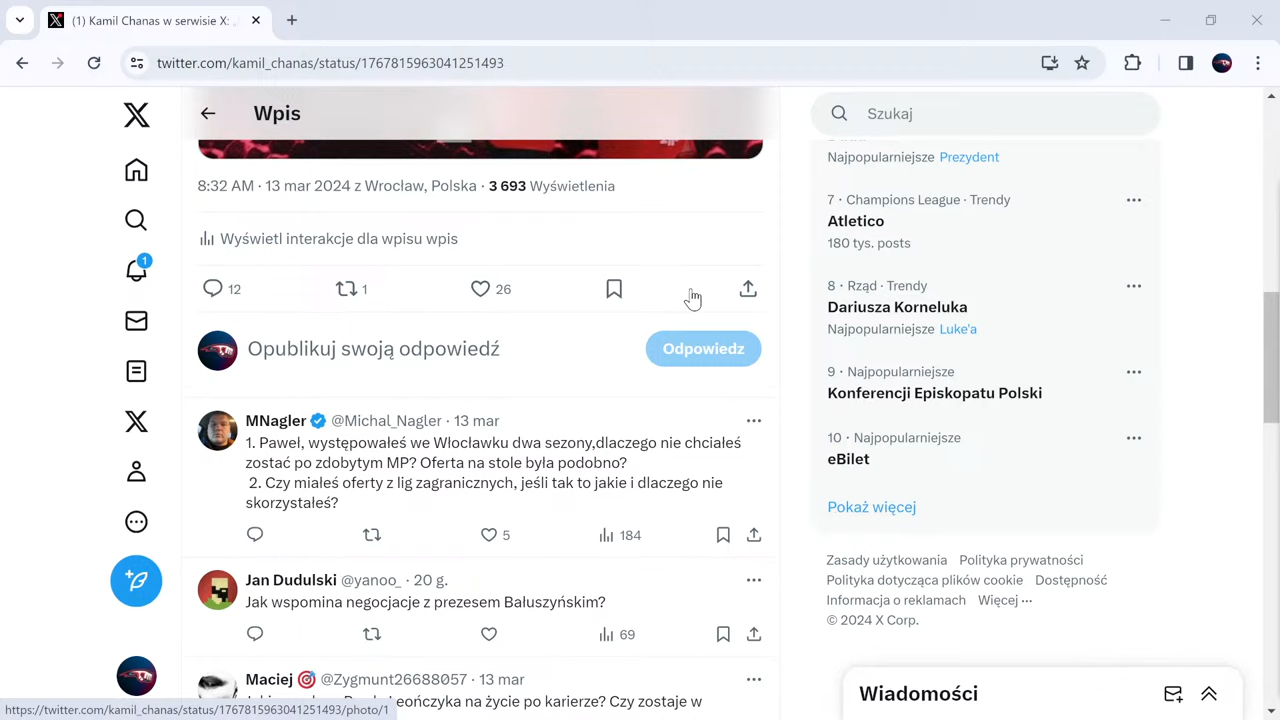 (1) Kamil Chanas w serwisie X: „
twitter.com/kamil_chanas/status/1767815963041251493
Wpis
8:32 AM · 13 mar 2024 z Wrocław, Polska · 3 693 Wyświetlenia
Wyświetl interakcje dla wpisu wpis
12
1
26
Opublikuj swoją odpowiedź
Odpowiedz
MNagler @Michal_Nagler · 13 mar
1. Pawel, występowałeś we Włocławku dwa sezony,dlaczego nie chciałeś
zostać po zdobytym MP? Oferta na stole byla podobno?
2. Czy miałeś oferty z lig zagranicznych, jeśli tak to jakie i dlaczego nie
skorzystałeś?
5
184
Jan Dudulski @yanoo_ · 20 g.
Jak wspomina negocjacje z prezesem Bałuszyńskim?
69
Maciej @Zygmunt26688057 · 13 mar
1
Szukaj
Najpopularniejsze Prezydent
7 · Champions League · Trendy
Atletico
180 tys. posts
8 · Rząd · Trendy
Dariusza Korneluka
Najpopularniejsze Luke'a
9 · Najpopularniejsze
Konferencji Episkopatu Polski
10 · Najpopularniejsze
eBilet
Pokaż więcej
Zasady użytkowania Polityka prywatności
Polityka dotycząca plików cookie Dostępność
Informacja o reklamach Więcej ···
© 2024 X Corp.
Wiadomości
https://twitter.com/kamil_chanas/status/1767815963041251493/photo/1